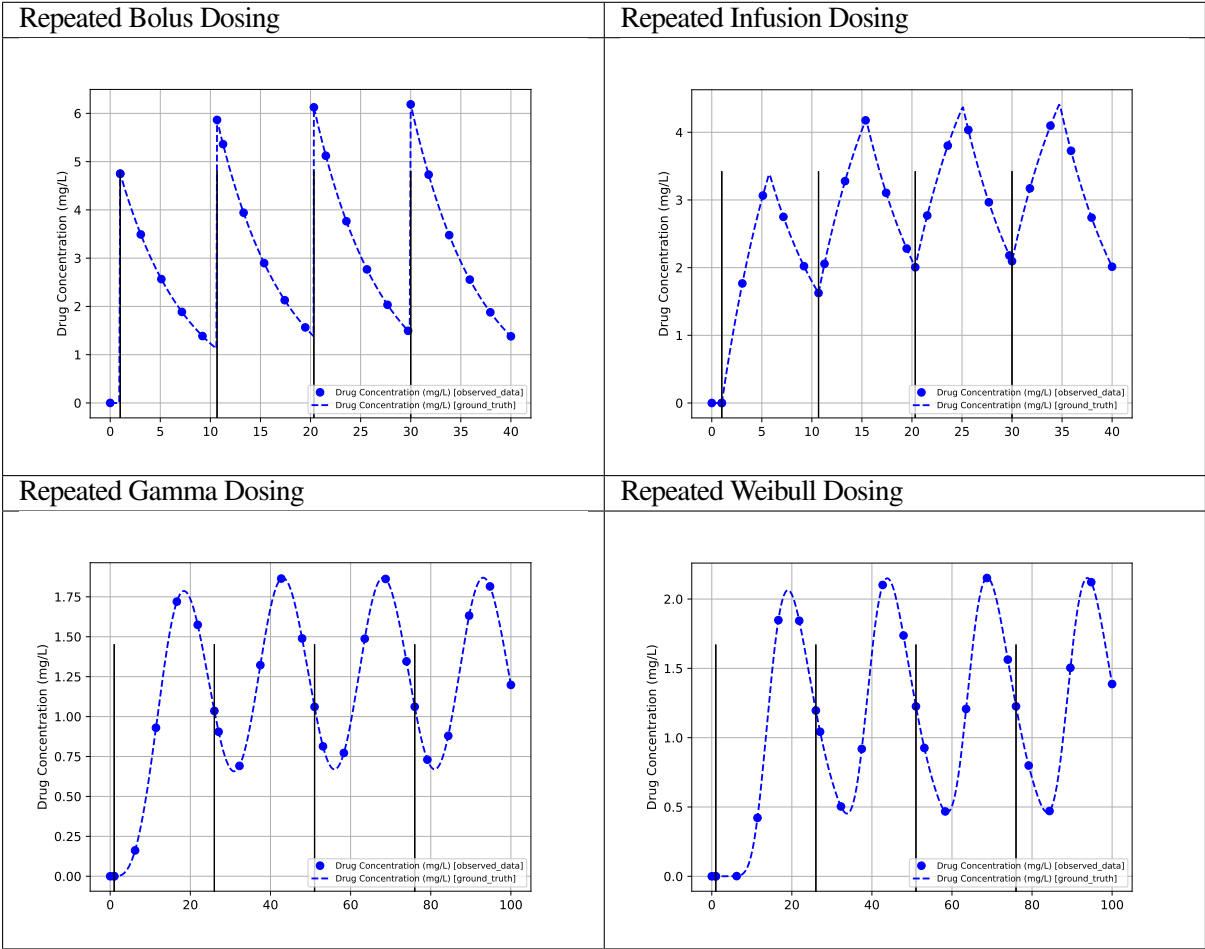 Repeated Bolus Dosing
Drug Concentration (mg/L)
6
5
4
3
2
1
0
Drug Concentration (mg/L) [observed_data]
Drug Concentration (mg/L) [ground_truth]
0 5 10 15 20 25 30 35 40
Repeated Infusion Dosing
Drug Concentration (mg/L)
4
3
2
1
0
Drug Concentration (mg/L) [observed_data]
Drug Concentration (mg/L) [ground_truth]
0 5 10 15 20 25 30 35 40
Repeated Gamma Dosing
Drug Concentration (mg/L)
1.75
1.50
1.25
1.00
0.75
0.50
0.25
0.00
Drug Concentration (mg/L) [observed_data]
Drug Concentration (mg/L) [ground_truth]
0 20 40 60 80 100
Repeated Weibull Dosing
Drug Concentration (mg/L)
2.0
1.5
1.0
0.5
0.0
Drug Concentration (mg/L) [observed_data]
Drug Concentration (mg/L) [ground_truth]
0 20 40 60 80 100